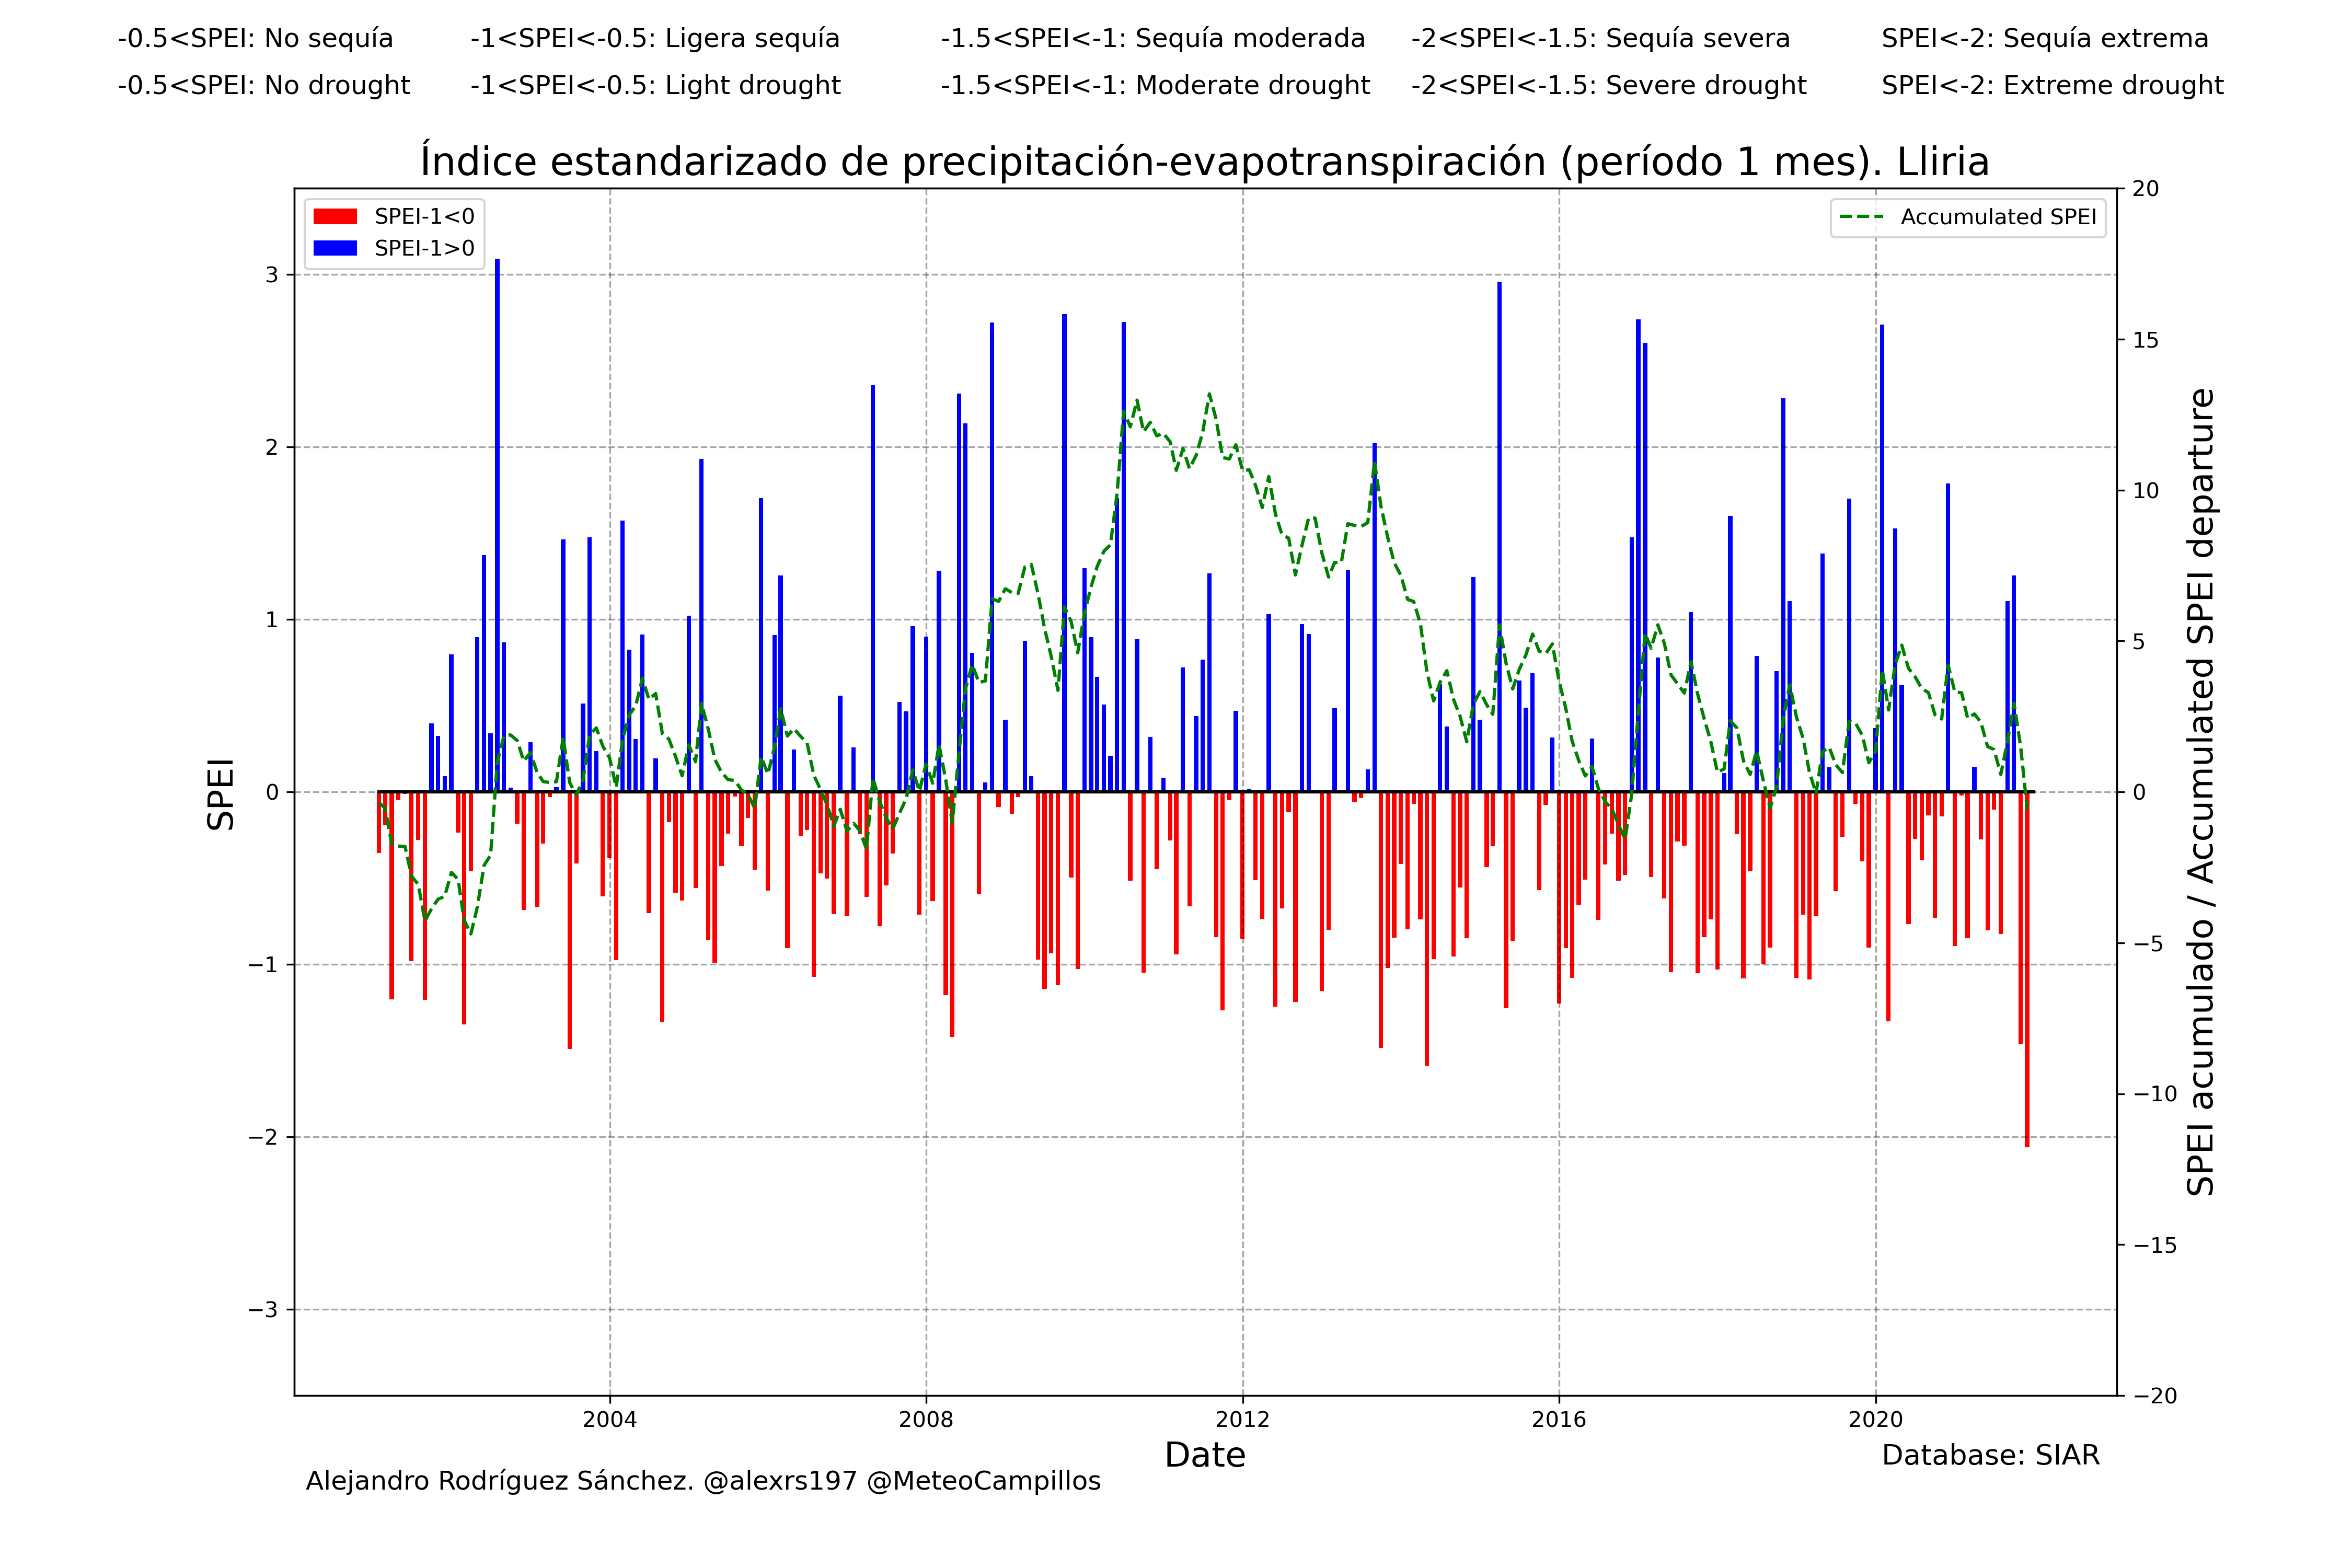 -0.5<SPEI: No sequía -1<SPEI<-0.5: Ligera sequía -1.5<SPEI<-1: Sequía moderada -2<SPEI<-1.5: Sequía severa SPEI<-2: Sequía extrema
-0.5<SPEI: No drought -1<SPEI<-0.5: Light drought -1.5<SPEI<-1: Moderate drought -2<SPEI<-1.5: Severe drought SPEI<-2: Extreme drought
Índice estandarizado de precipitación-evapotranspiración (período 1 mes). Lliria
SPEI-1<0
SPEI-1>0
Accumulated SPEI
SPEI
3
2
1
0
−1
−2
−3
20
15
10
5
0
−5
−10
−15
−20
SPEI acumulado / Accumulated SPEI departure
2004 2008 2012 2016 2020
Date
Database: SIAR
Alejandro Rodríguez Sánchez. @alexrs197 @MeteoCampillos